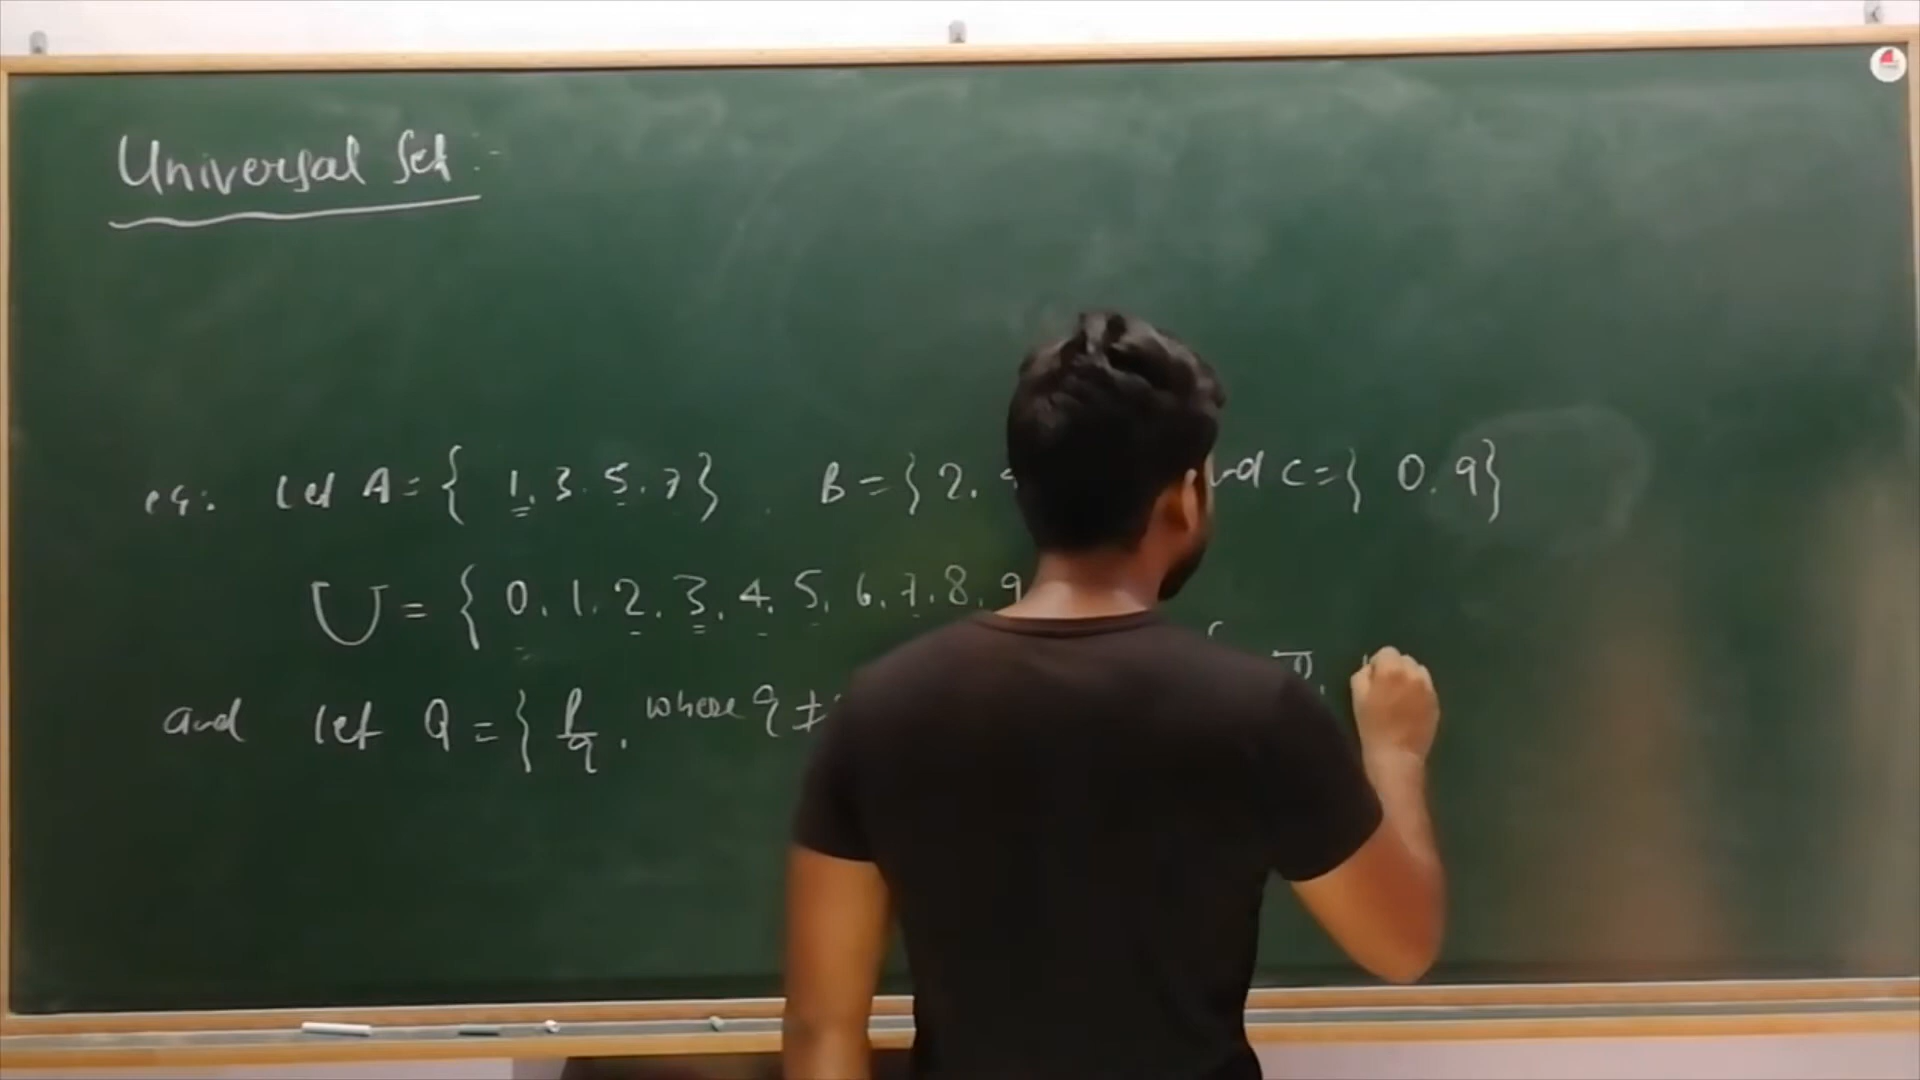 Universal Set :-
eg: let A = { 1, 3, 5, 7 } , B = { 2, and C = { 0, 9 }
U = { 0, 1, 2, 3, 4, 5, 6, 7, 8, 9
and let Q = { p/q , where q ≠